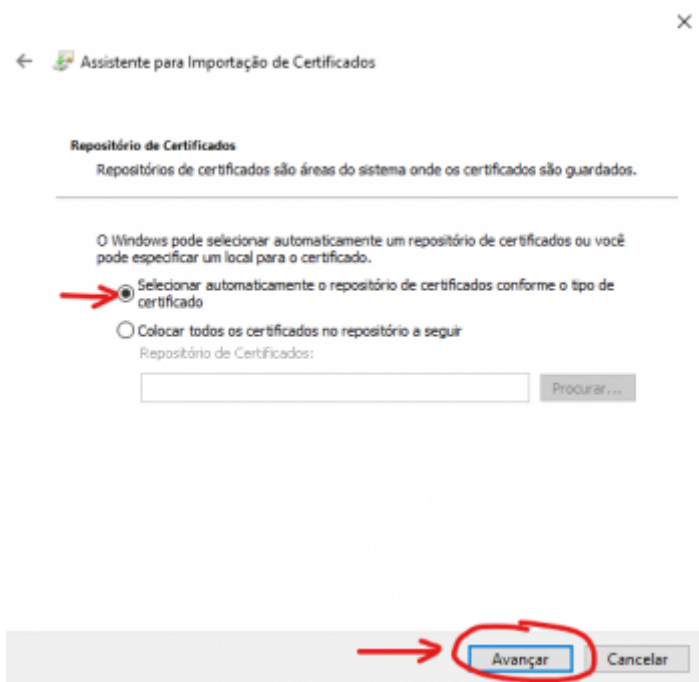 Assistente para Importação de Certificados
Repositório de Certificados
Repositórios de certificados são áreas do sistema onde os certificados são guardados.
O Windows pode selecionar automaticamente um repositório de certificados ou você
pode especificar um local para o certificado.
Selecionar automaticamente o repositório de certificados conforme o tipo de
certificado
Colocar todos os certificados no repositório a seguir
Repositório de Certificados:
Procurar...
Avançar Cancelar